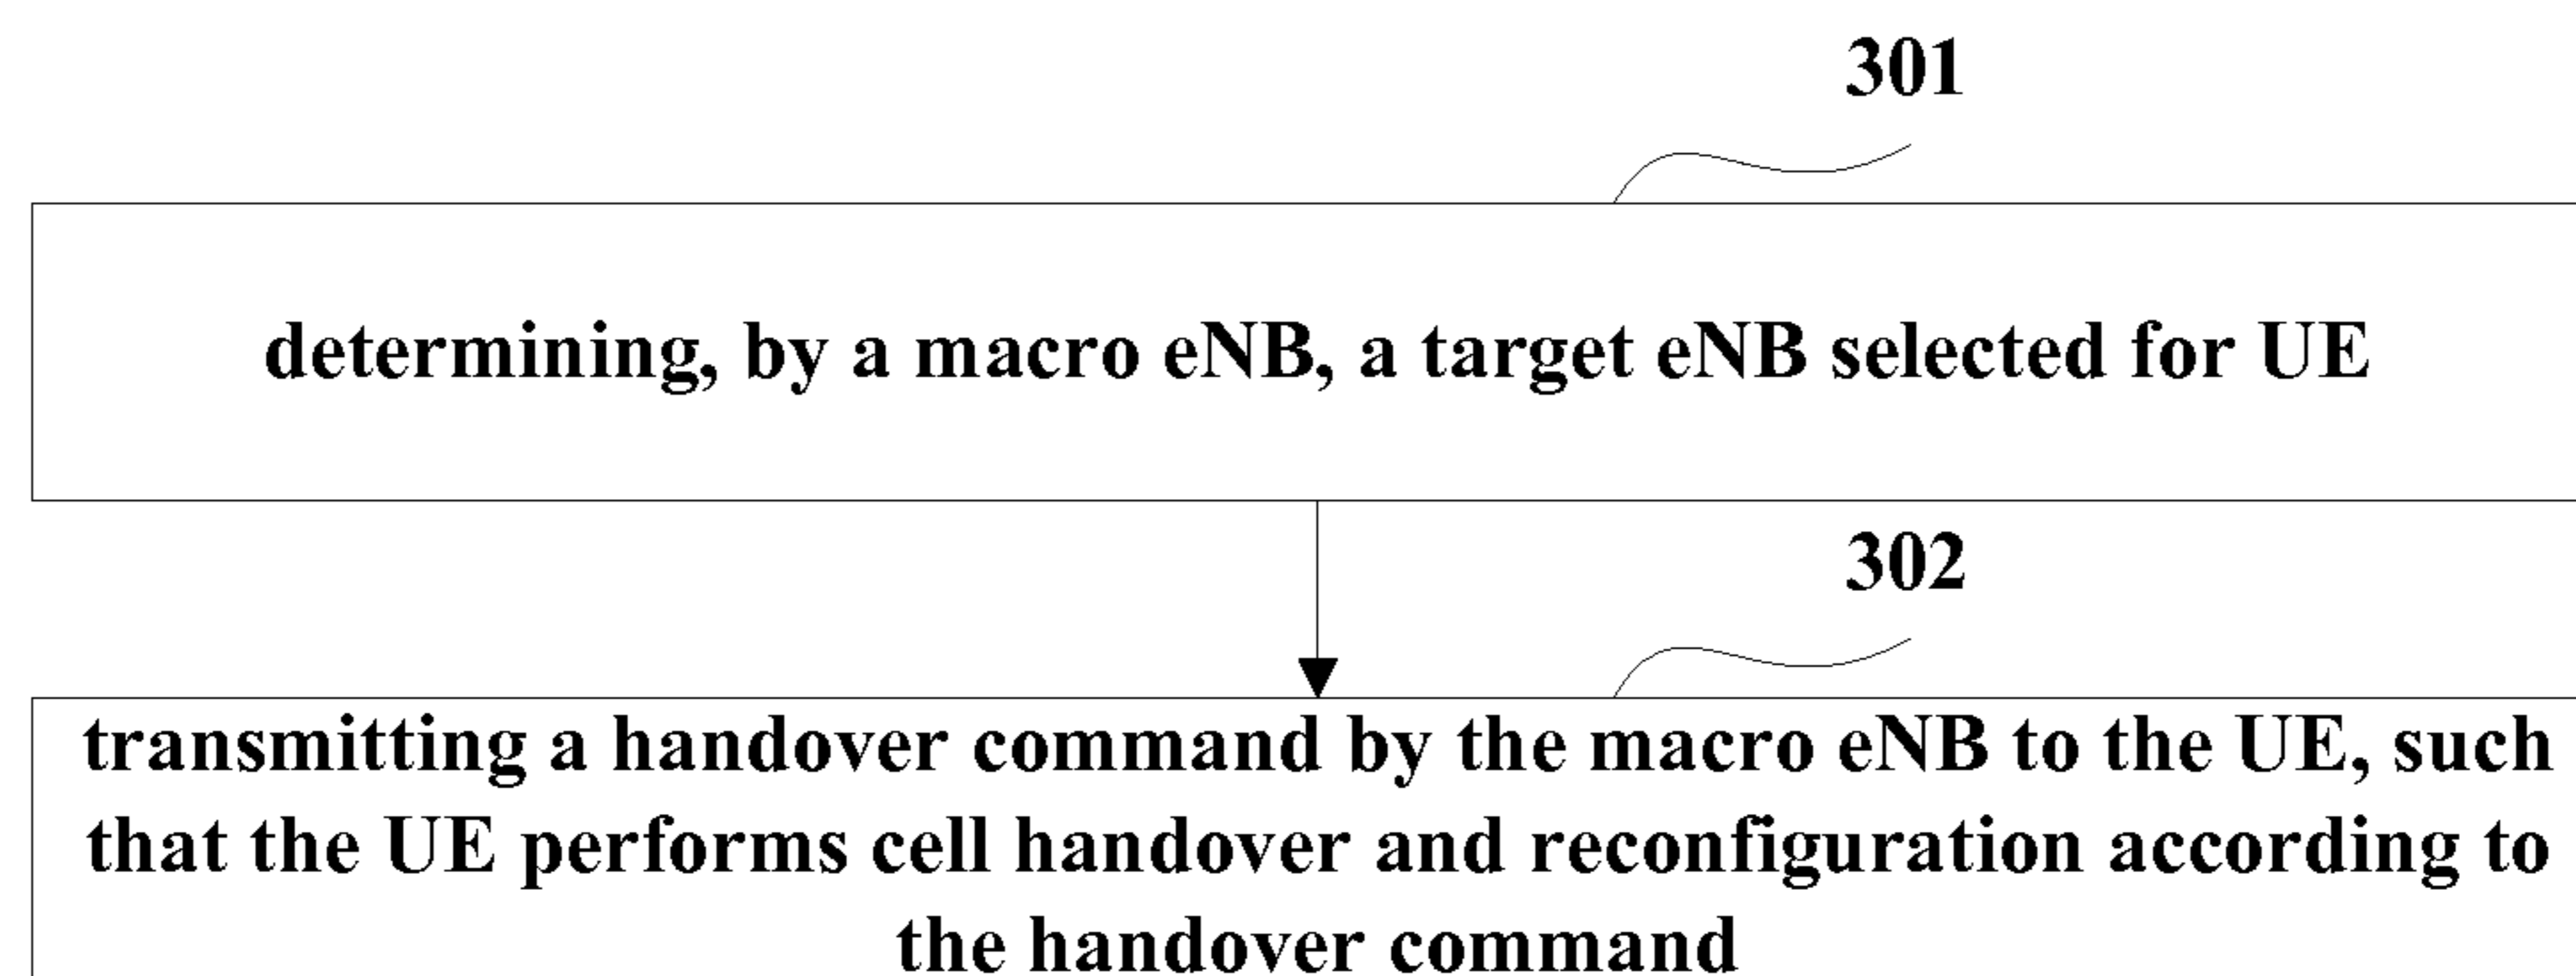 301
determining, by a macro eNB, a target eNB selected for UE
302
transmitting a handover command by the macro eNB to the UE, such
that the UE performs cell handover and reconfiguration according to
the handover command